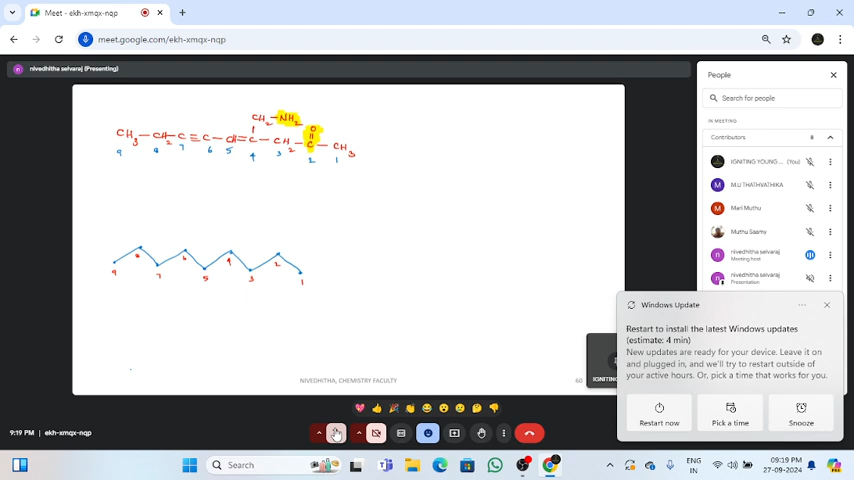 Meet - ekh-xmqx-nqp
meet.google.com/ekh-xmqx-nqp
nivedhitha selvaraj (Presenting)
People
Search for people
IN MEETING
Contributors 8
IGNITING YOUNG ... (You)
M.U THATHVATHIKA
Mari Muthu
Muthu Saamy
nivedhitha selvaraj
Meeting host
nivedhitha selvaraj
Presentation
CH2 - NH2
O
CH3 - CH2 - C ≡ C - CH = C - CH2 - C - CH3
9 8 7 6 5 4 3 2 1
9 8 7 6 5 4 3 2 1
NIVEDHITHA, CHEMISTRY FACULTY 60
IGNITING
Windows Update
Restart to install the latest Windows updates
(estimate: 4 min)
New updates are ready for your device. Leave it on
and plugged in, and we'll try to restart outside of
your active hours. Or, pick a time that works for you.
Restart now Pick a time Snooze
9:19 PM | ekh-xmqx-nqp
Search
ENG
IN
09:19 PM
27-09-2024